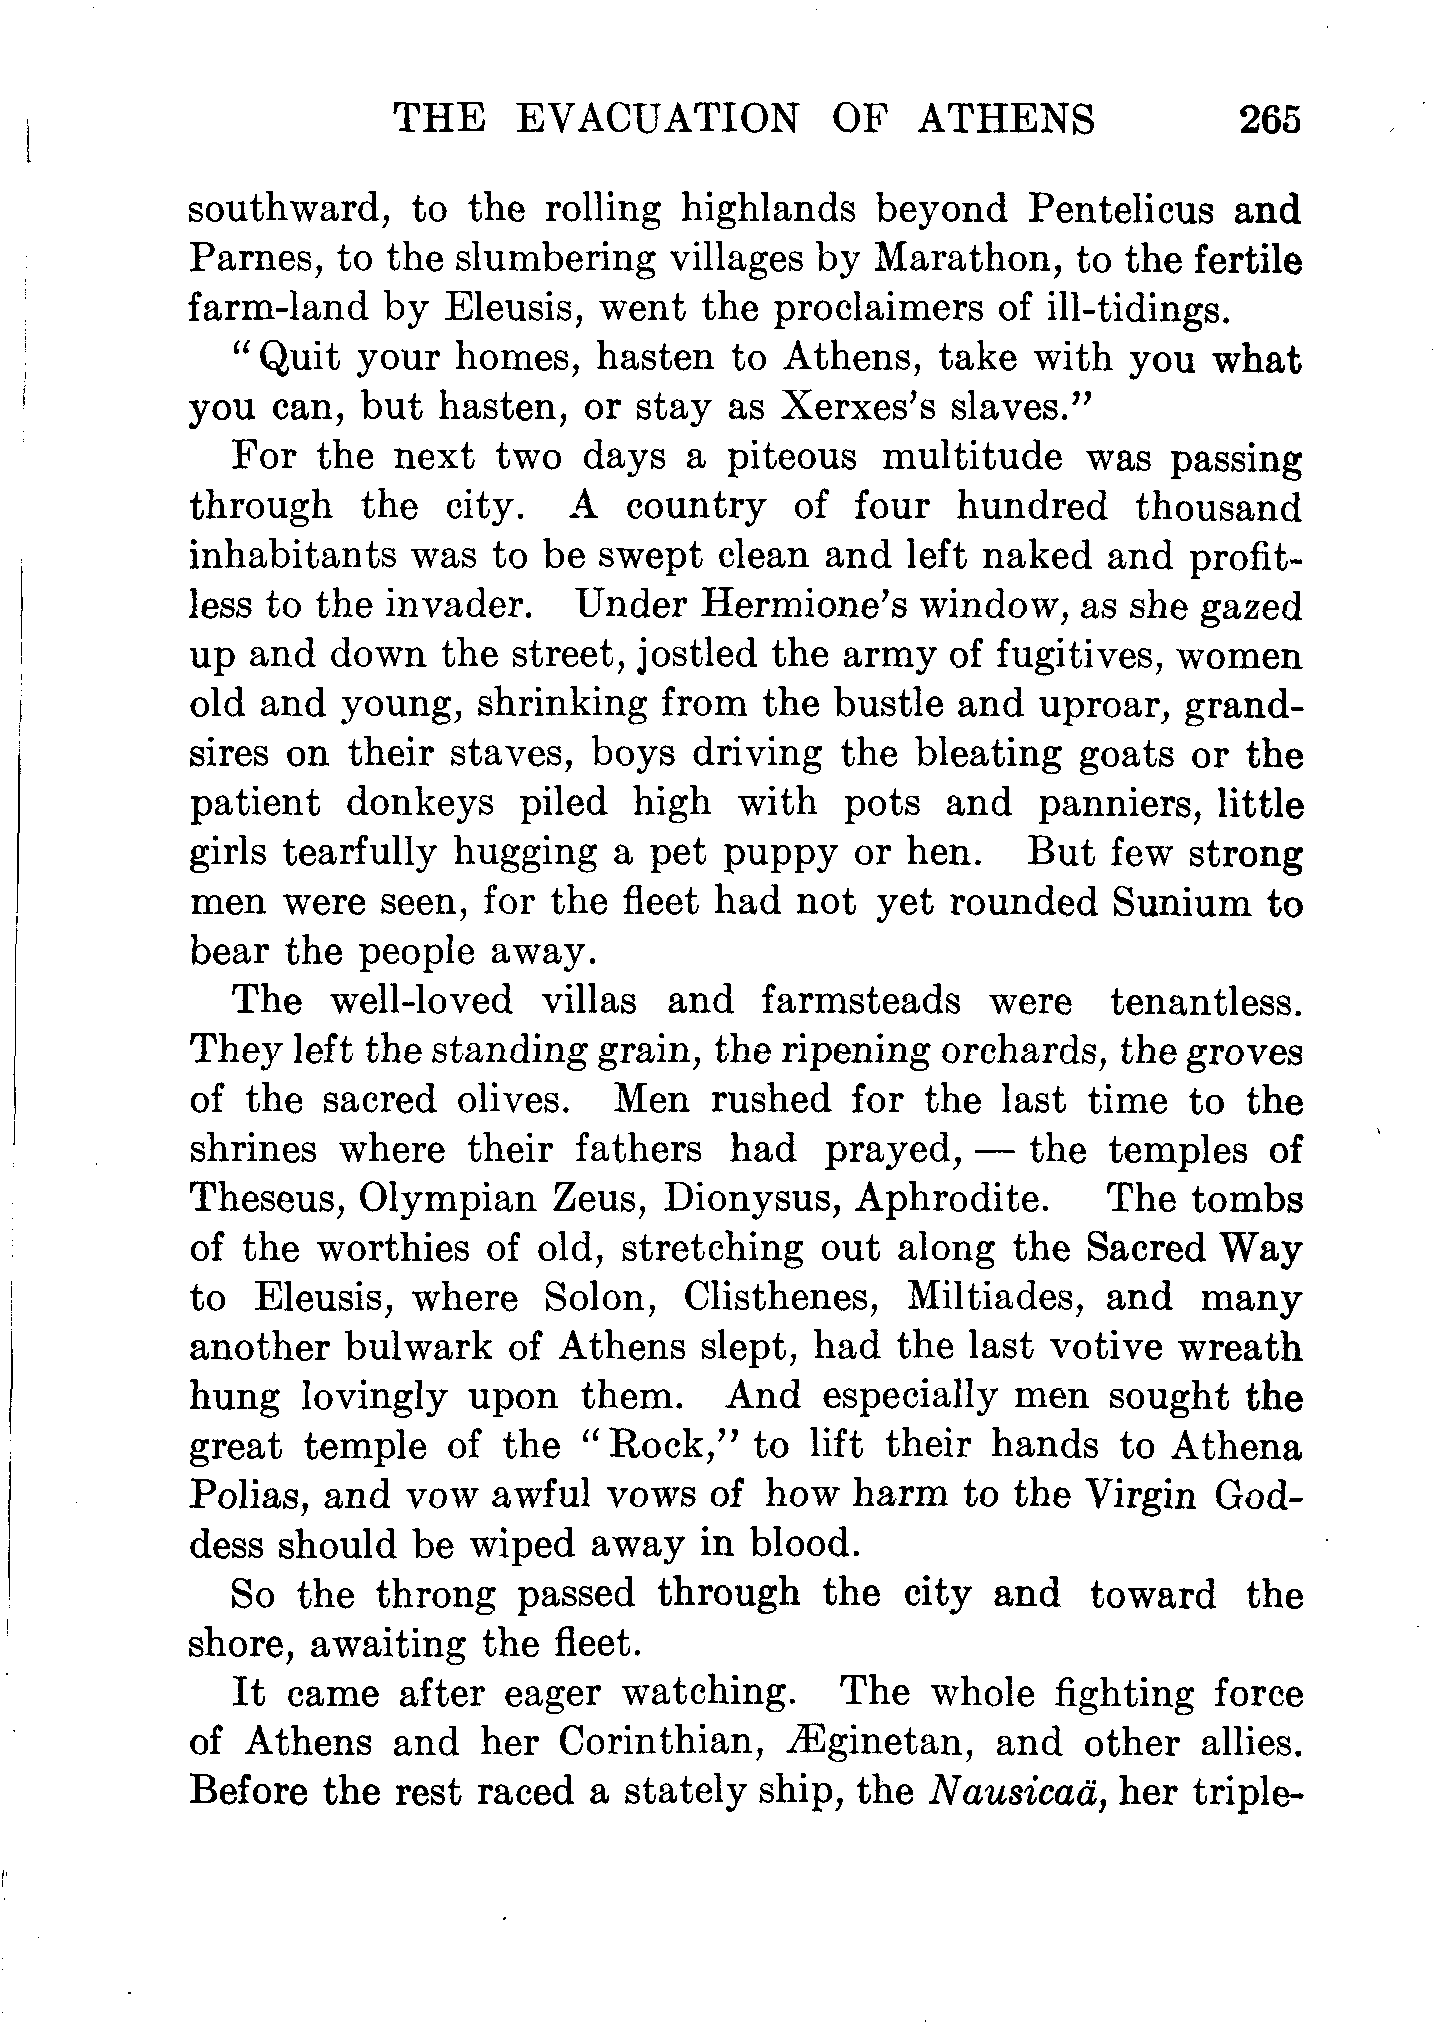 THE EVACUATION OF ATHENS 265
southward, to the rolling highlands beyond Pentelicus and
Parnes, to the slumbering villages by Marathon, to the fertile
farm-land by Eleusis, went the proclaimers of ill-tidings.
“Quit your homes, hasten to Athens, take with you what
you can, but hasten, or stay as Xerxes’s slaves.”
For the next two days a piteous multitude was passing
through the city. A country of four hundred thousand
inhabitants was to be swept clean and left naked and profit-
less to the invader. Under Hermione’s window, as she gazed
up and down the street, jostled the army of fugitives, women
old and young, shrinking from the bustle and uproar, grand-
sires on their staves, boys driving the bleating goats or the
patient donkeys piled high with pots and panniers, little
girls tearfully hugging a pet puppy or hen. But few strong
men were seen, for the fleet had not yet rounded Sunium to
bear the people away.
The well-loved villas and farmsteads were tenantless.
They left the standing grain, the ripening orchards, the groves
of the sacred olives. Men rushed for the last time to the
shrines where their fathers had prayed, — the temples of
Theseus, Olympian Zeus, Dionysus, Aphrodite. The tombs
of the worthies of old, stretching out along the Sacred Way
to Eleusis, where Solon, Clisthenes, Miltiades, and many
another bulwark of Athens slept, had the last votive wreath
hung lovingly upon them. And especially men sought the
great temple of the “Rock,” to lift their hands to Athena
Polias, and vow awful vows of how harm to the Virgin God-
dess should be wiped away in blood.
So the throng passed through the city and toward the
shore, awaiting the fleet.
It came after eager watching. The whole fighting force
of Athens and her Corinthian, Æginetan, and other allies.
Before the rest raced a stately ship, the Nausicaä, her triple-